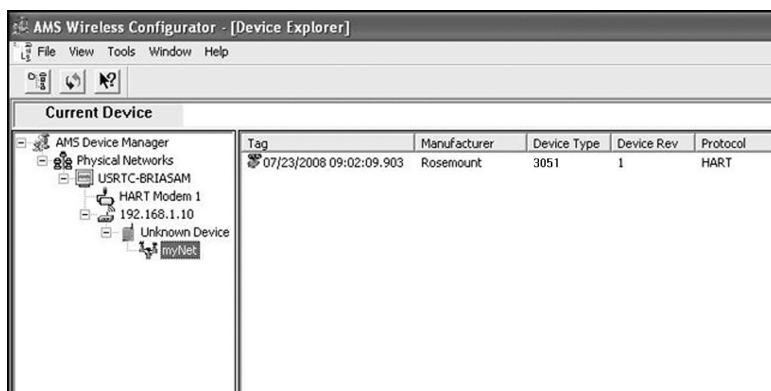 AMS Wireless Configurator - [Device Explorer]
File View Tools Window Help
Current Device
AMS Device Manager
Physical Networks
USRTC-BRIASAM
HART Modem 1
192.168.1.10
Unknown Device
myNet
Tag Manufacturer Device Type Device Rev Protocol
07/23/2008 09:02:09.903 Rosemount 3051 1 HART